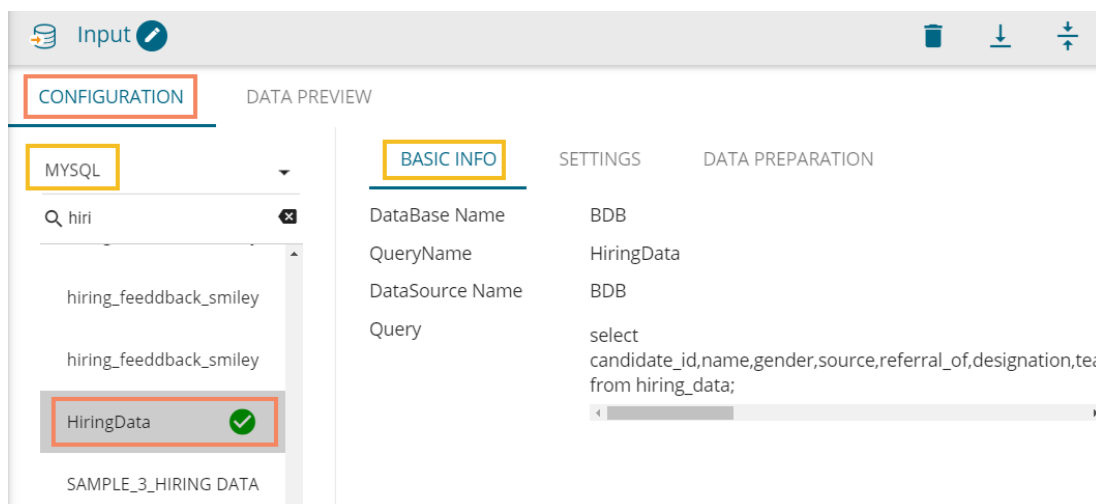 Input
CONFIGURATION
DATA PREVIEW
MYSQL
hiri
hiring_feeddback_smiley
hiring_feeddback_smiley
HiringData
SAMPLE_3_HIRING DATA
BASIC INFO
SETTINGS
DATA PREPARATION
DataBase Name
BDB
QueryName
HiringData
DataSource Name
BDB
Query
select
candidate_id,name,gender,source,referral_of,designation,tea
from hiring_data;